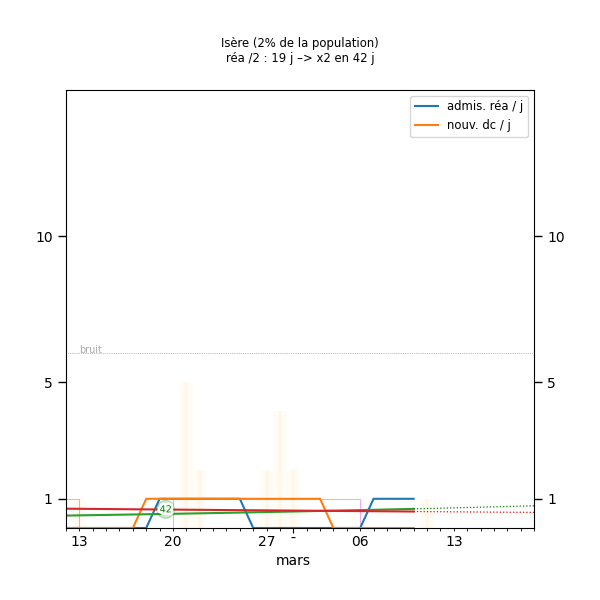 Isère (2% de la population)
réa /2 : 19 j –> x2 en 42 j
admis. réa / j
nouv. dc / j
10
10
bruit
5
5
1
1
42
13
20
27
-
06
13
mars